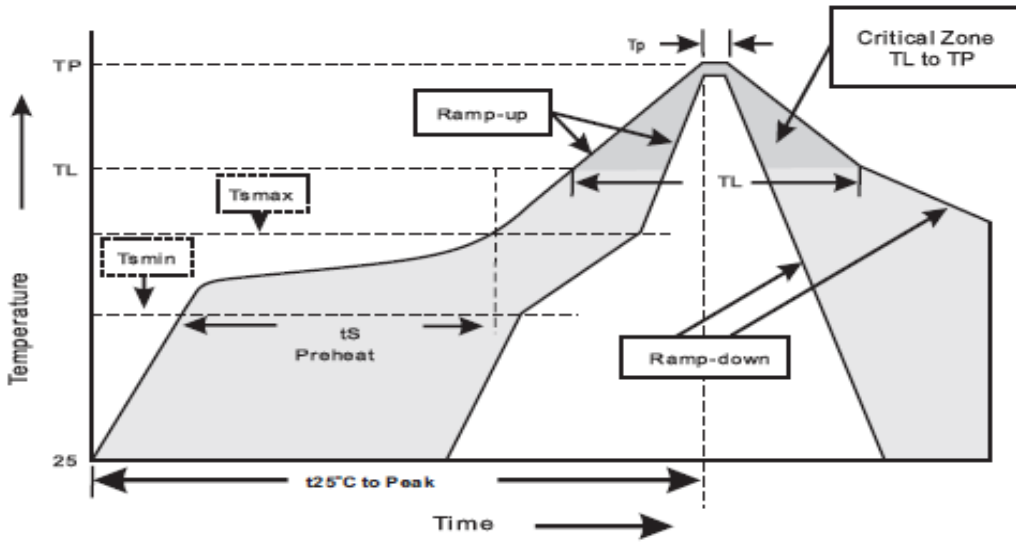 Tp
Critical Zone
TL to TP
TP
Ramp-up
TL
TL
Tsmax
Tsmin
tS
Preheat
Ramp-down
Temperature
25
t25°C to Peak
Time